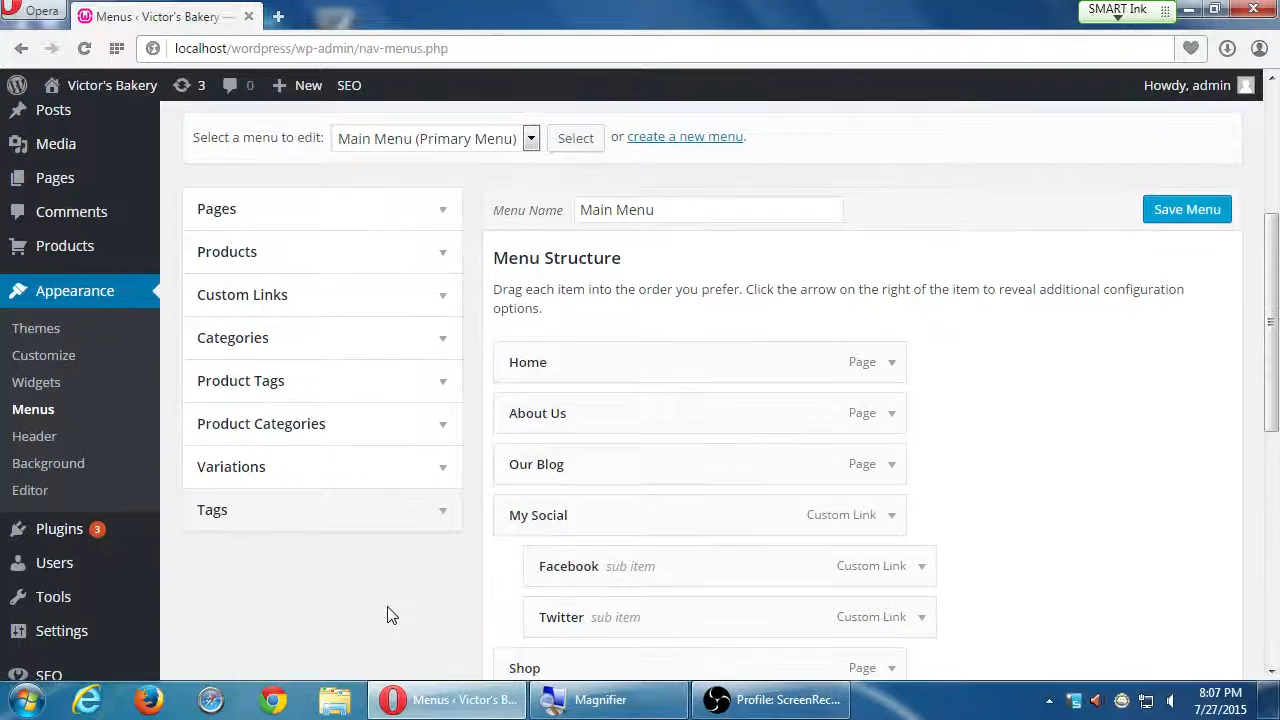 Opera
Menus ‹ Victor's Bakery —
SMART Ink
localhost/wordpress/wp-admin/nav-menus.php
Victor's Bakery
3
0
New
SEO
Howdy, admin
Posts
Media
Pages
Comments
Products
Appearance
Themes
Customize
Widgets
Menus
Header
Background
Editor
Plugins 3
Users
Tools
Settings
SEO
Select a menu to edit: Main Menu (Primary Menu) Select or create a new menu.
Pages
Products
Custom Links
Categories
Product Tags
Product Categories
Variations
Tags
Menu Name Main Menu Save Menu
Menu Structure
Drag each item into the order you prefer. Click the arrow on the right of the item to reveal additional configuration
options.
Home Page
About Us Page
Our Blog Page
My Social Custom Link
Facebook sub item Custom Link
Twitter sub item Custom Link
Shop Page
Menus ‹ Victor's B...
Magnifier
Profile: ScreenRec...
8:07 PM
7/27/2015